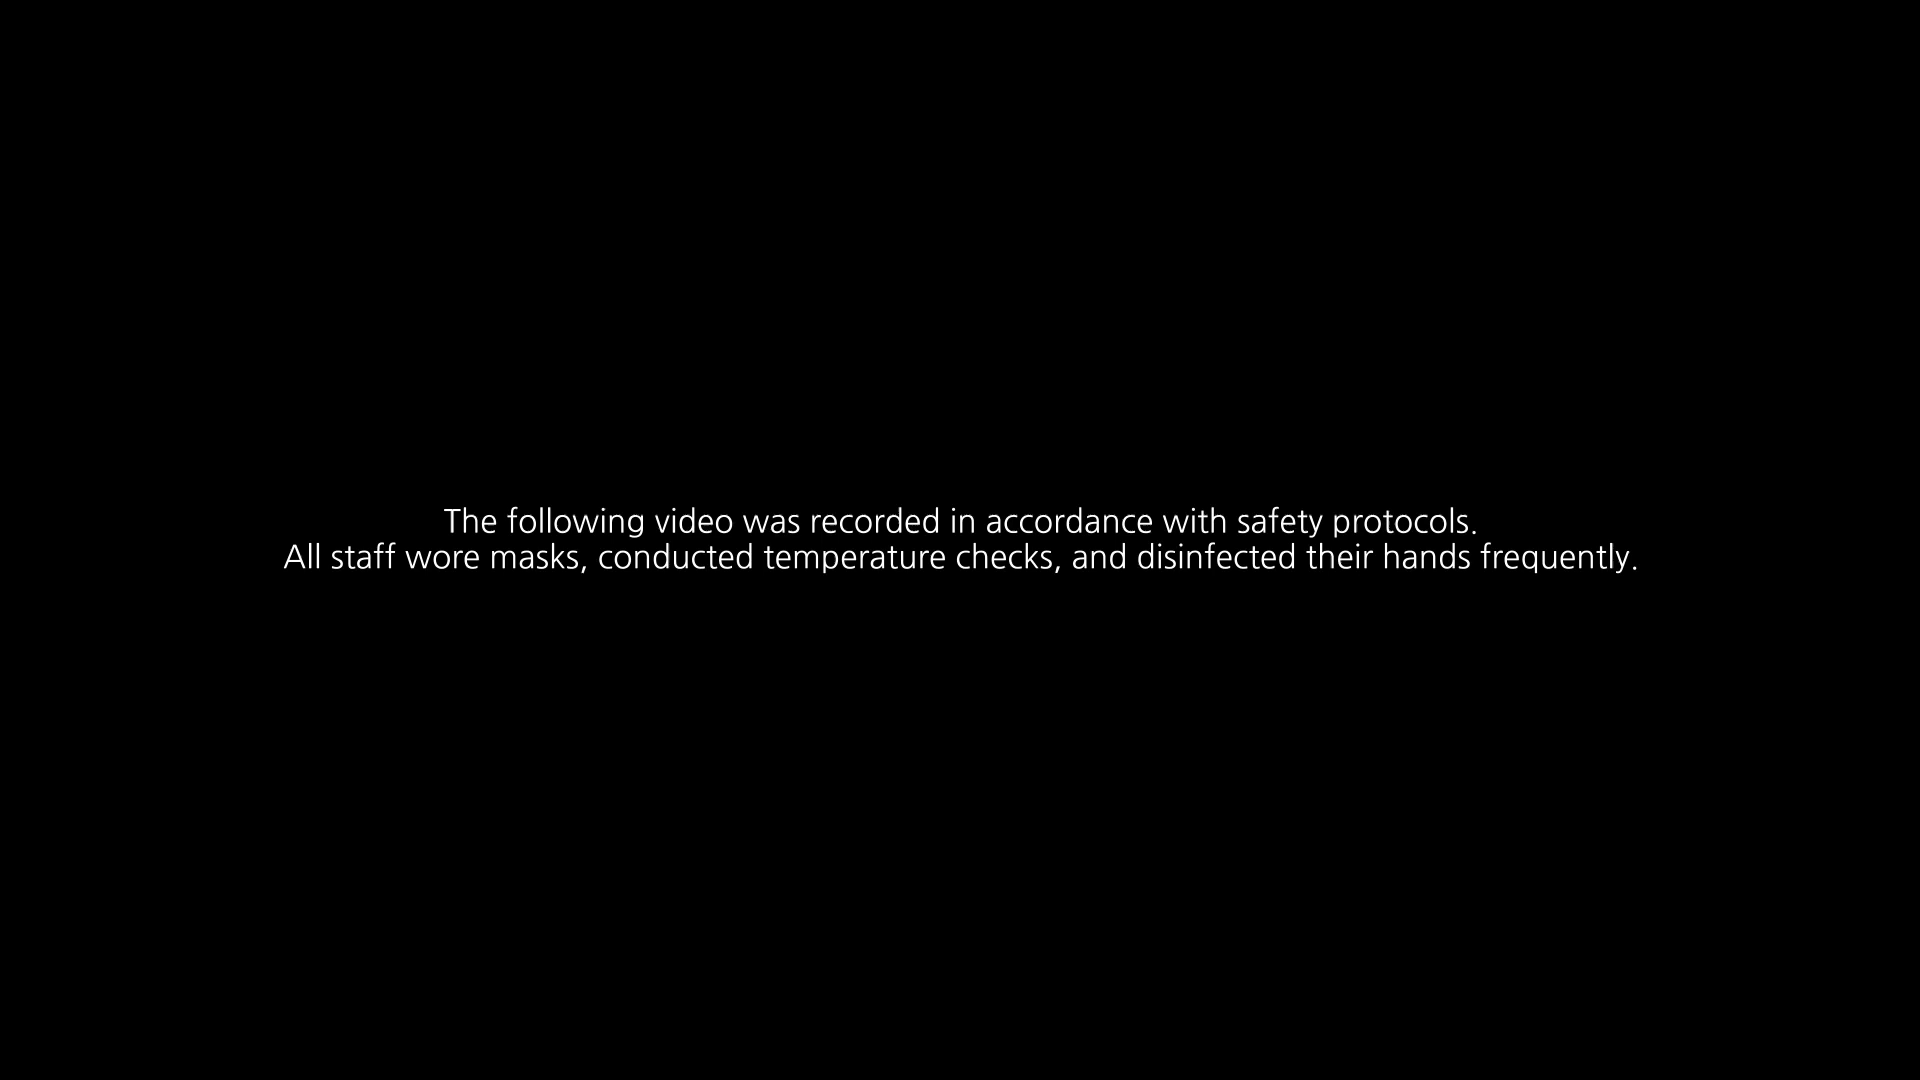 The following video was recorded in accordance with safety protocols.
All staff wore masks, conducted temperature checks, and disinfected their hands frequently.